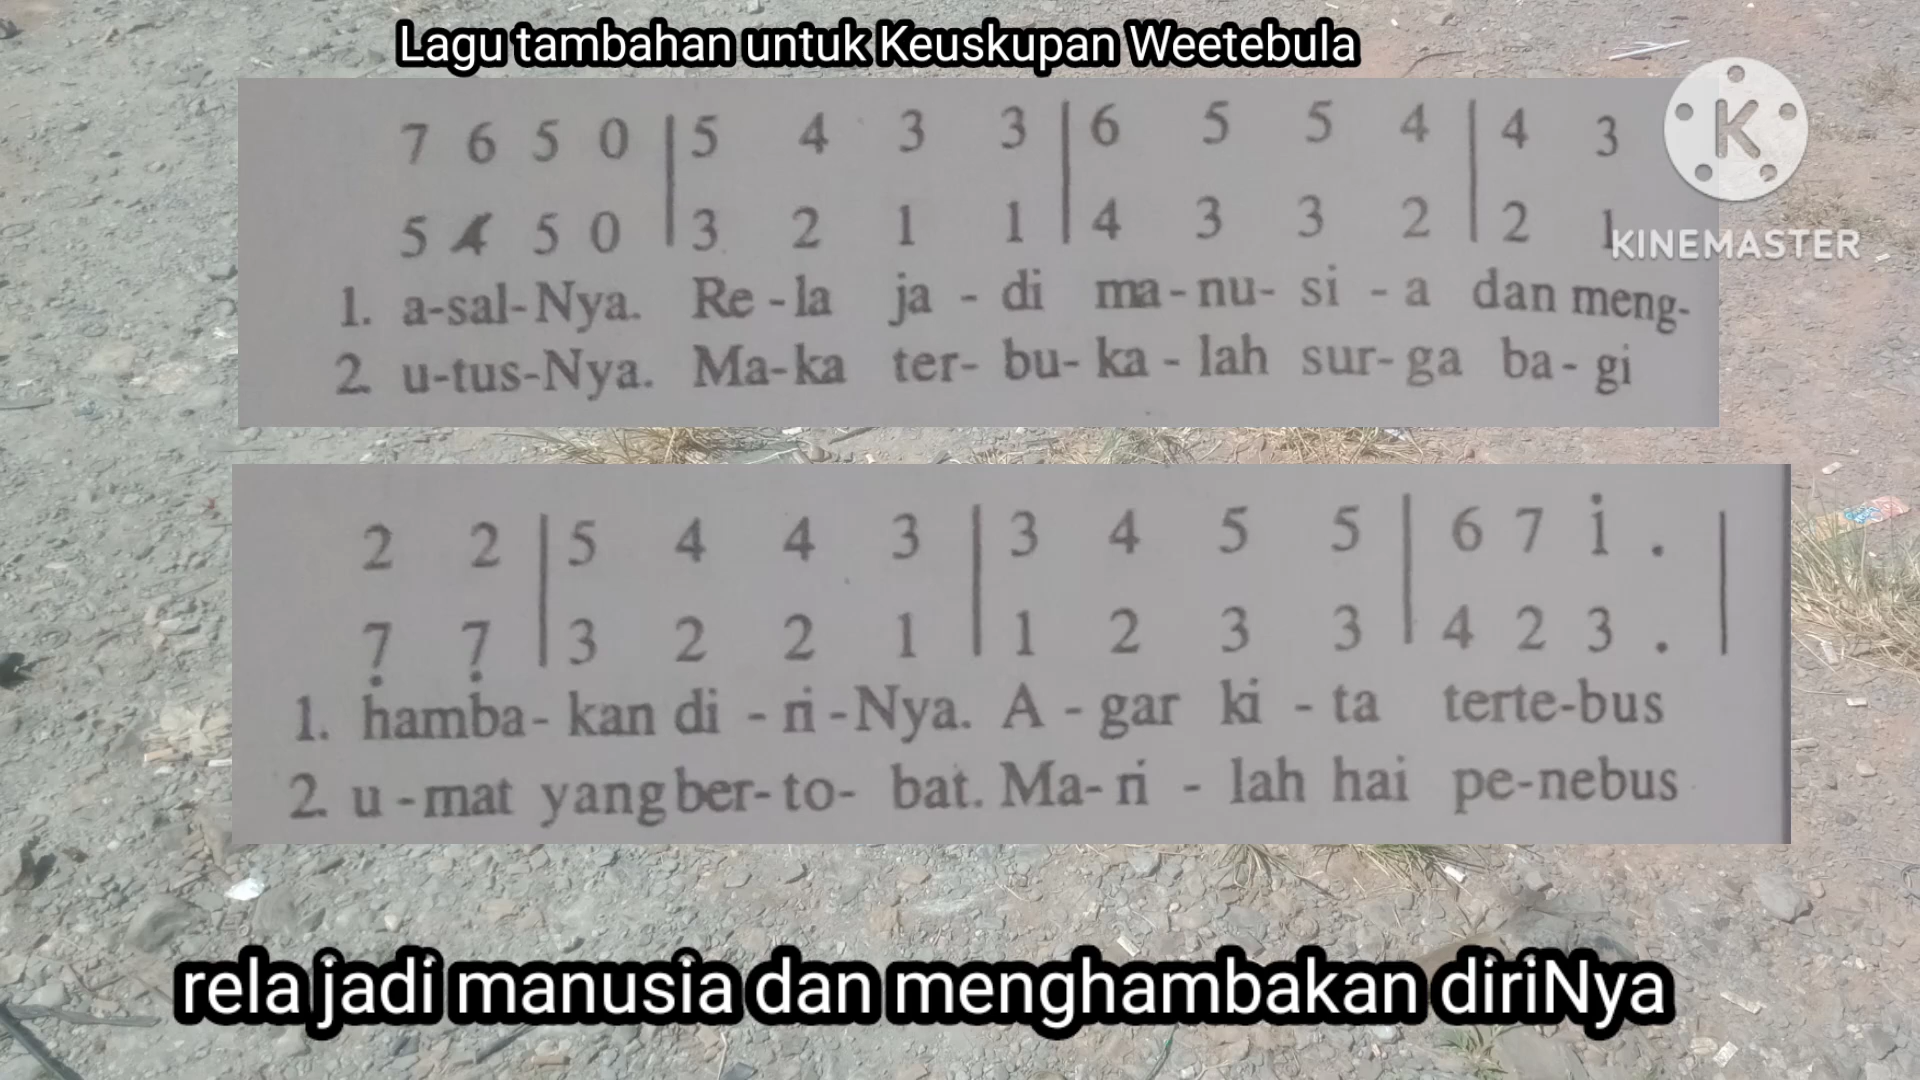 Lagu tambahan untuk Keuskupan Weetebula
7 6 5 0 | 5 4 3 3 | 6 5 5 4 | 4 3
5 4 5 0 | 3 2 1 1 | 4 3 3 2 | 2 1
1. a-sal-Nya. Re-la ja-di ma-nu-si-a dan meng-
2. u-tus-Nya. Ma-ka ter-bu-ka-lah sur-ga ba-gi
K
KINEMASTER
2 2 | 5 4 4 3 | 3 4 5 5 | 6 7 1̇ . |
7̣ 7̣ | 3 2 2 1 | 1 2 3 3 | 4 2 3 . |
1. hamba-kan di-ri-Nya. A-gar ki-ta terte-bus
2. u-mat yang ber-to-bat. Ma-ri-lah hai pe-nebus
rela jadi manusia dan menghambakan diriNya